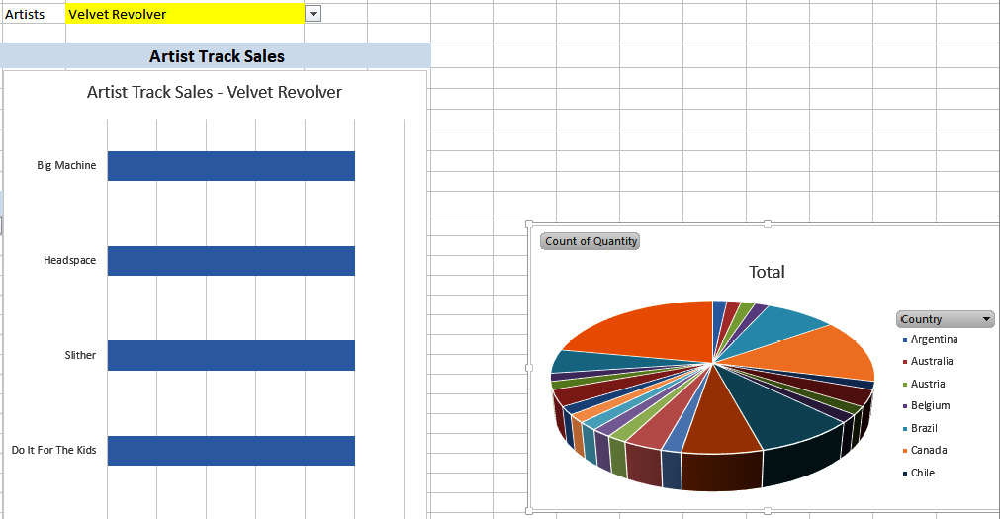 Artists Velvet Revolver
Artist Track Sales
Artist Track Sales - Velvet Revolver
Big Machine
Headspace
Slither
Do It For The Kids
Count of Quantity
Total
Country
Argentina
Australia
Austria
Belgium
Brazil
Canada
Chile